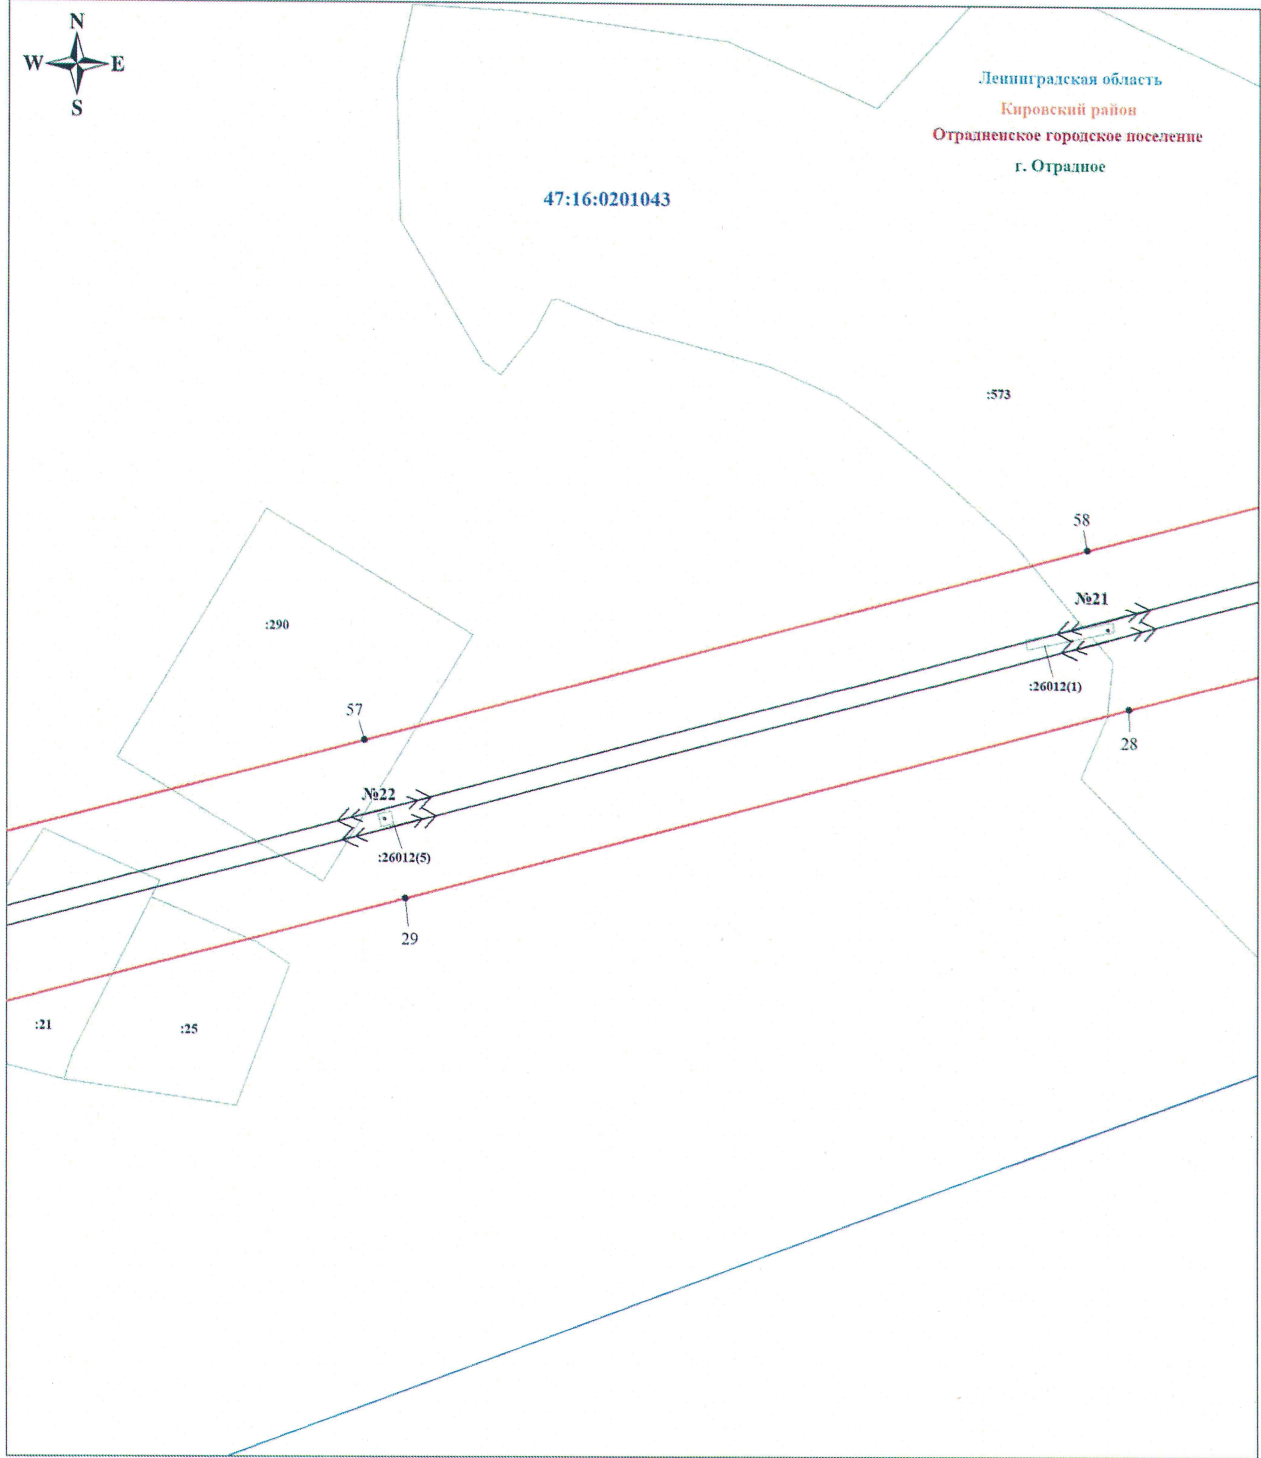 N
W E
S
Ленинградская область
Кировский район
Отрадненское городское поселение
г. Отрадное
47:16:0201043
:573
58
№21
:290
:26012(1)
57
28
№22
:26012(5)
29
:21
:25